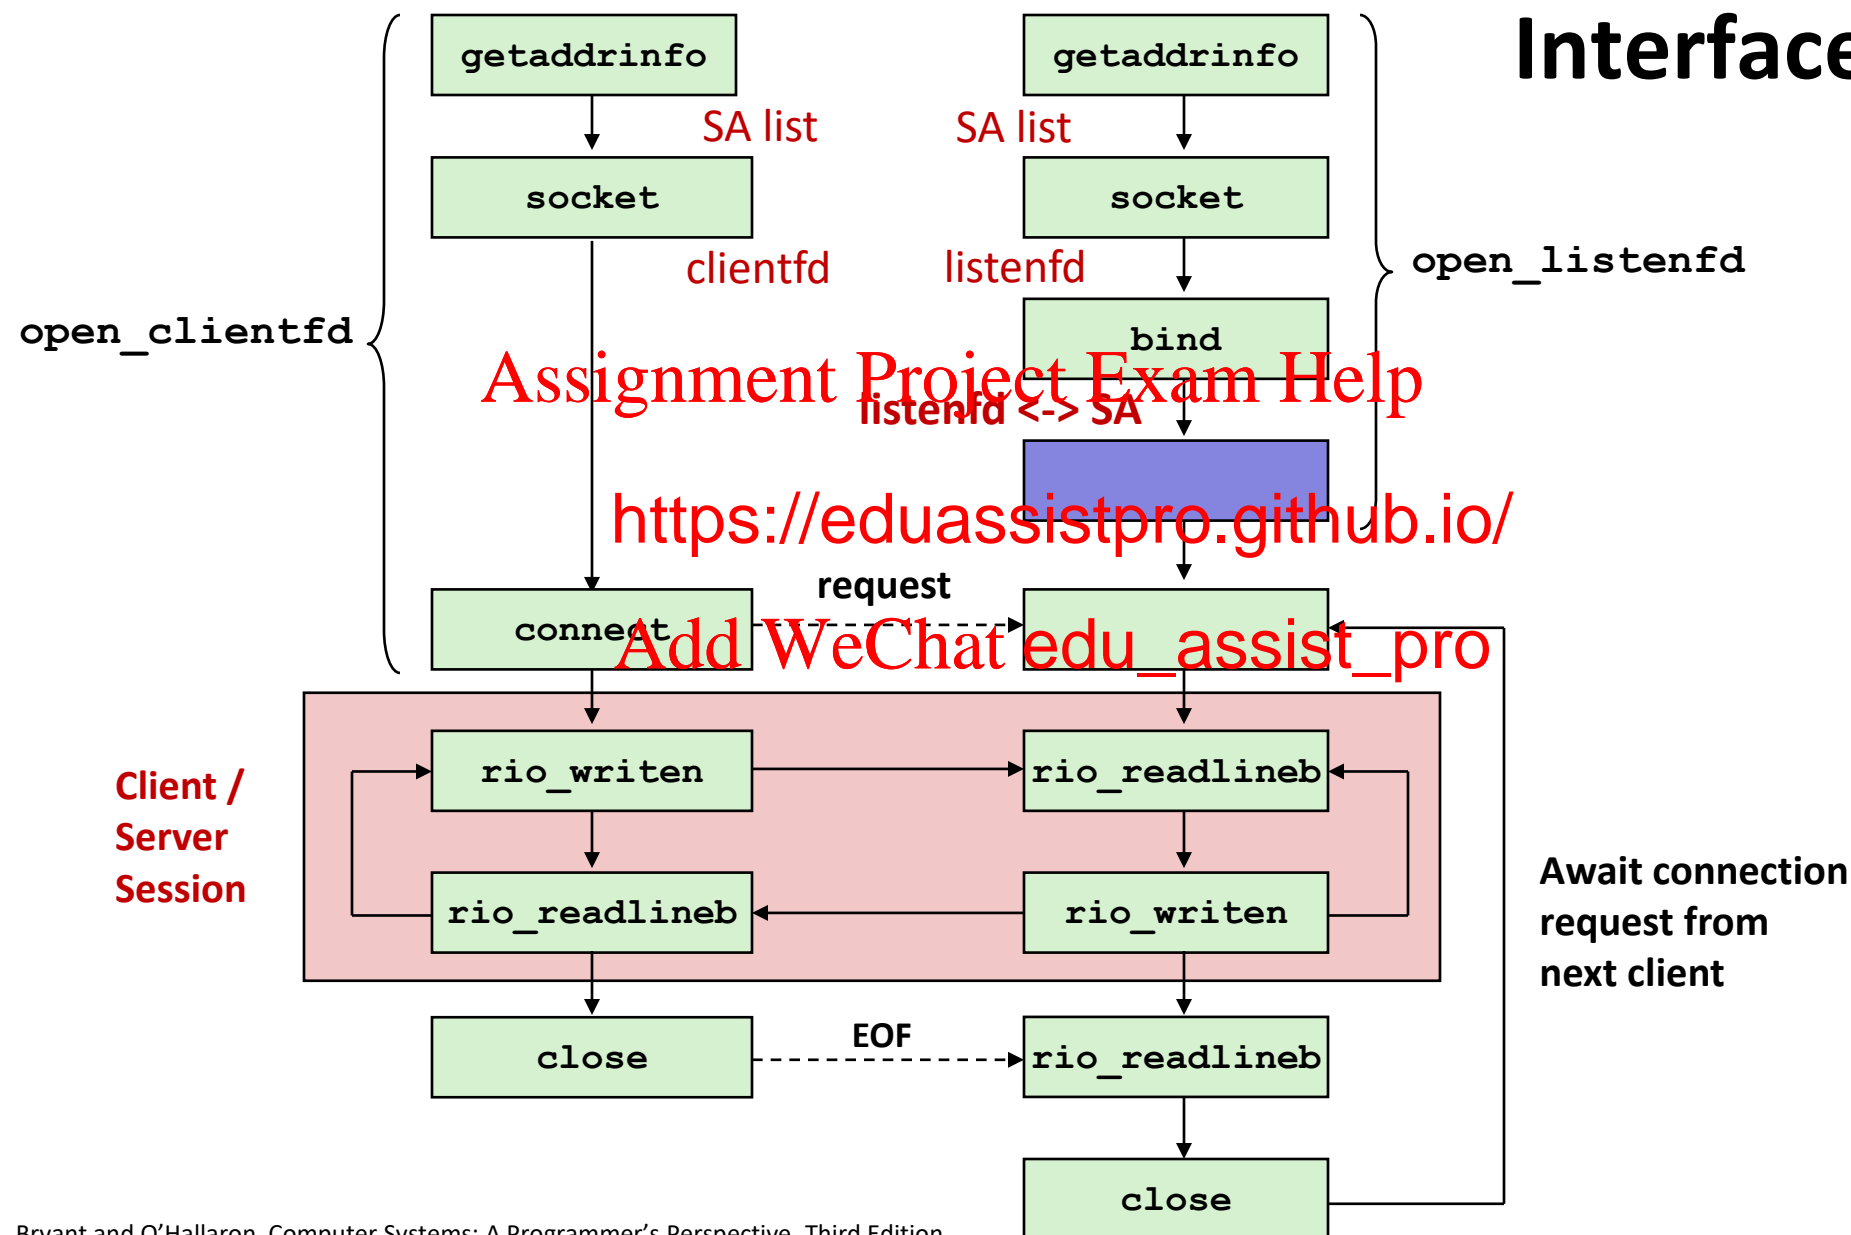 Interface
getaddrinfo
getaddrinfo
SA list
SA list
socket
socket
clientfd
listenfd
open_listenfd
open_clientfd
bind
Assignment Project Exam Help
listenfd <-> SA
https://eduassistpro.github.io/
request
connect
Add WeChat edu_assist_pro
Client /
Server
Session
rio_writen
rio_readlineb
rio_readlineb
rio_writen
Await connection
request from
next client
close
EOF
rio_readlineb
close
Bryant and O'Hallaron, Computer Systems: A Programmer's Perspective, Third Edition